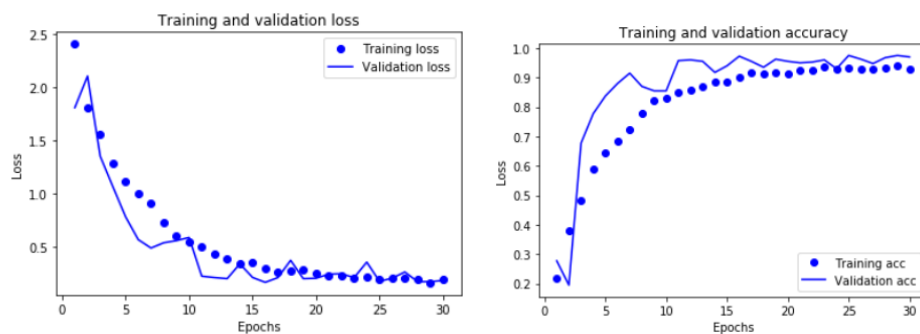 Training and validation loss
2.5
2.0
1.5
1.0
0.5
Loss
Training loss
Validation loss
0
5
10
15
20
25
30
Epochs
Training and validation accuracy
1.0
0.9
0.8
0.7
0.6
0.5
0.4
0.3
0.2
Loss
Training acc
Validation acc
0
5
10
15
20
25
30
Epochs